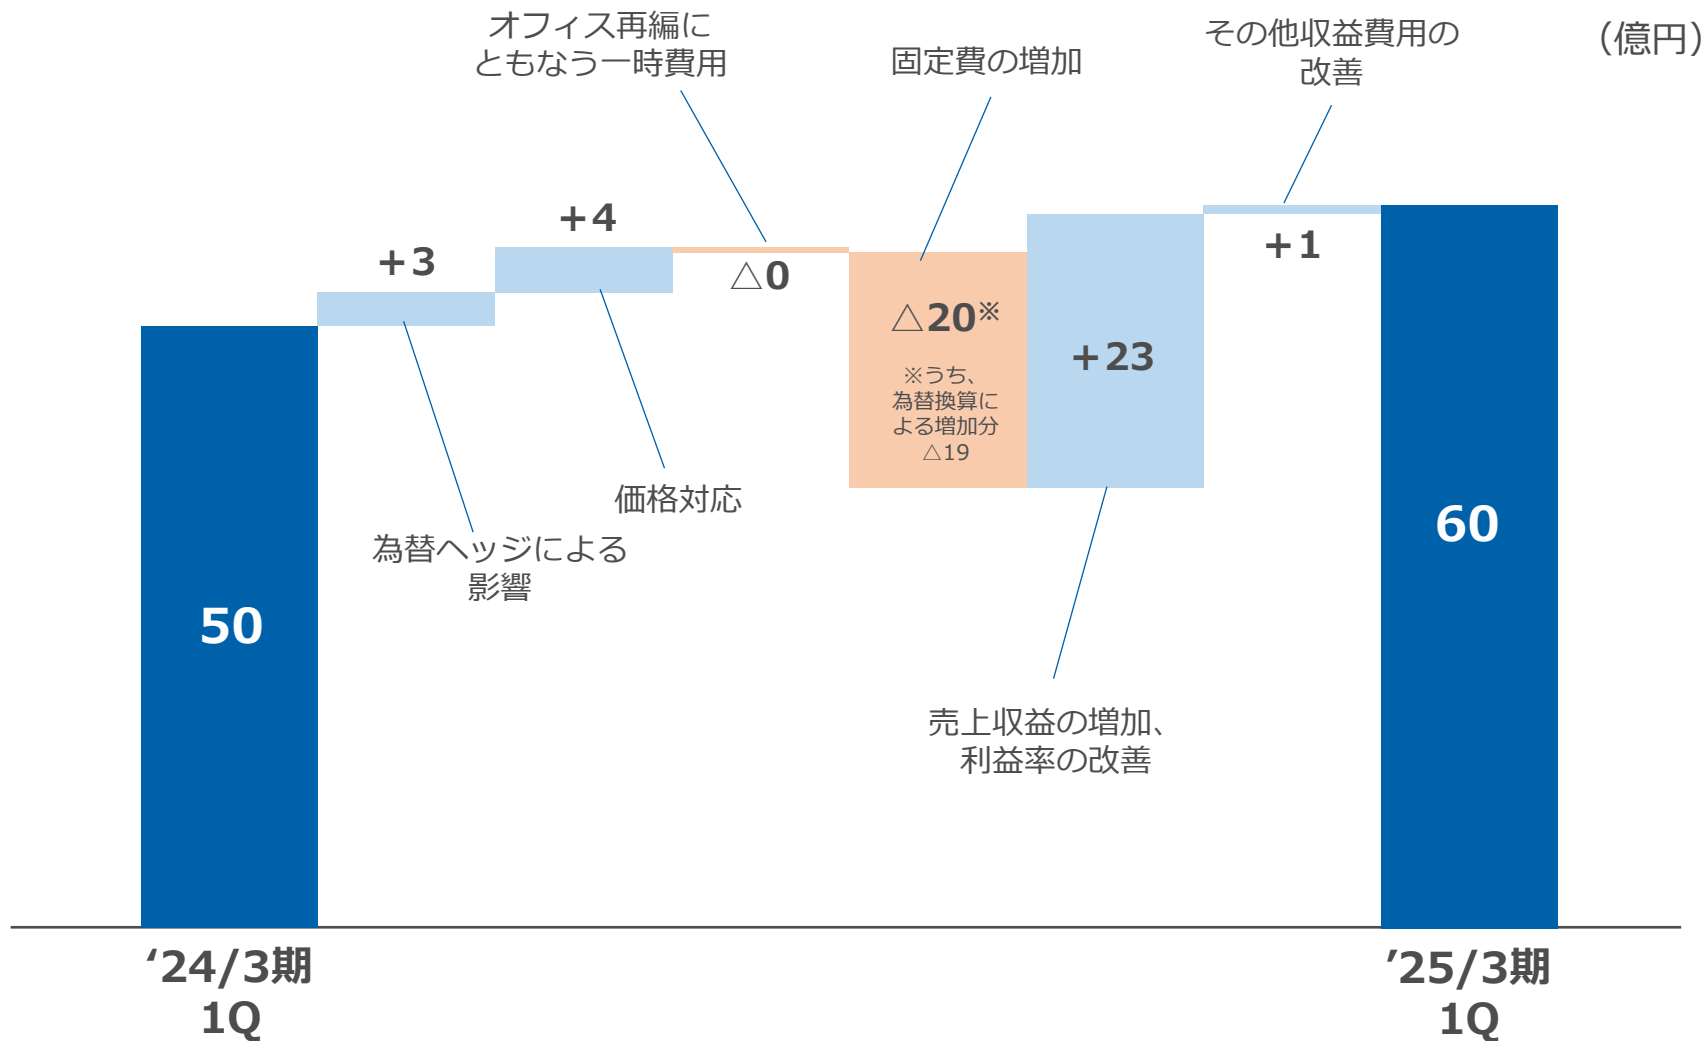 オフィス再編に
ともなう一時費用
固定費の増加
その他収益費用の
改善
（億円）
+3
+4
△0
△20※
※うち、
為替換算に
よる増加分
△19
+23
+1
為替ヘッジによる
影響
価格対応
売上収益の増加、
利益率の改善
50
60
‘24/3期
1Q
’25/3期
1Q